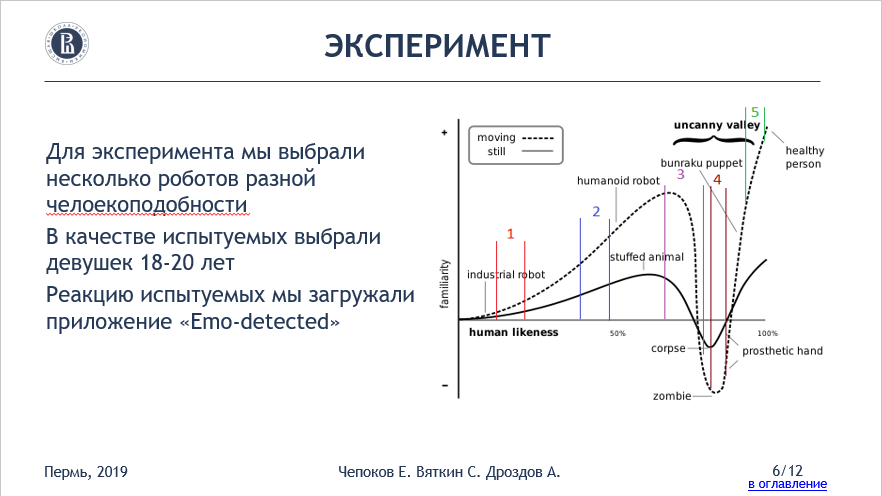 ЭКСПЕРИМЕНТ
Для эксперимента мы выбрали
несколько роботов разной
челоекоподобности
В качестве испытуемых выбрали
девушек 18-20 лет
Реакцию испытуемых мы загружали
приложение «Emo-detected»
+
moving
still
uncanny valley
5
healthy
person
bunraku puppet
humanoid robot
3
4
2
1
stuffed animal
industrial robot
familiarity
human likeness
50%
100%
corpse
prosthetic hand
–
zombie
Пермь, 2019
Чепоков Е. Вяткин С. Дроздов А.
6/12
в оглавление